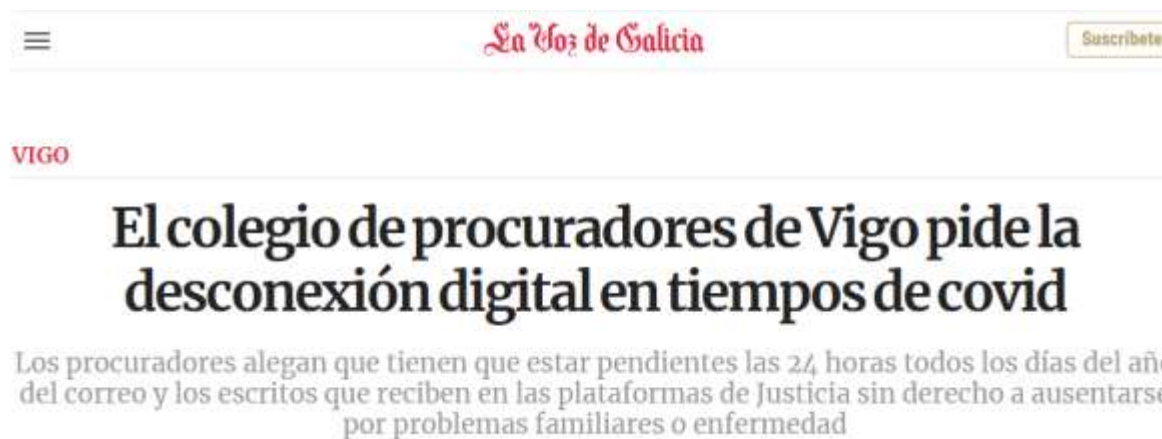 La Voz de Galicia
Suscríbete
VIGO
El colegio de procuradores de Vigo pide la
desconexión digital en tiempos de covid
Los procuradores alegan que tienen que estar pendientes las 24 horas todos los días del año
del correo y los escritos que reciben en las plataformas de Justicia sin derecho a ausentarse
por problemas familiares o enfermedad